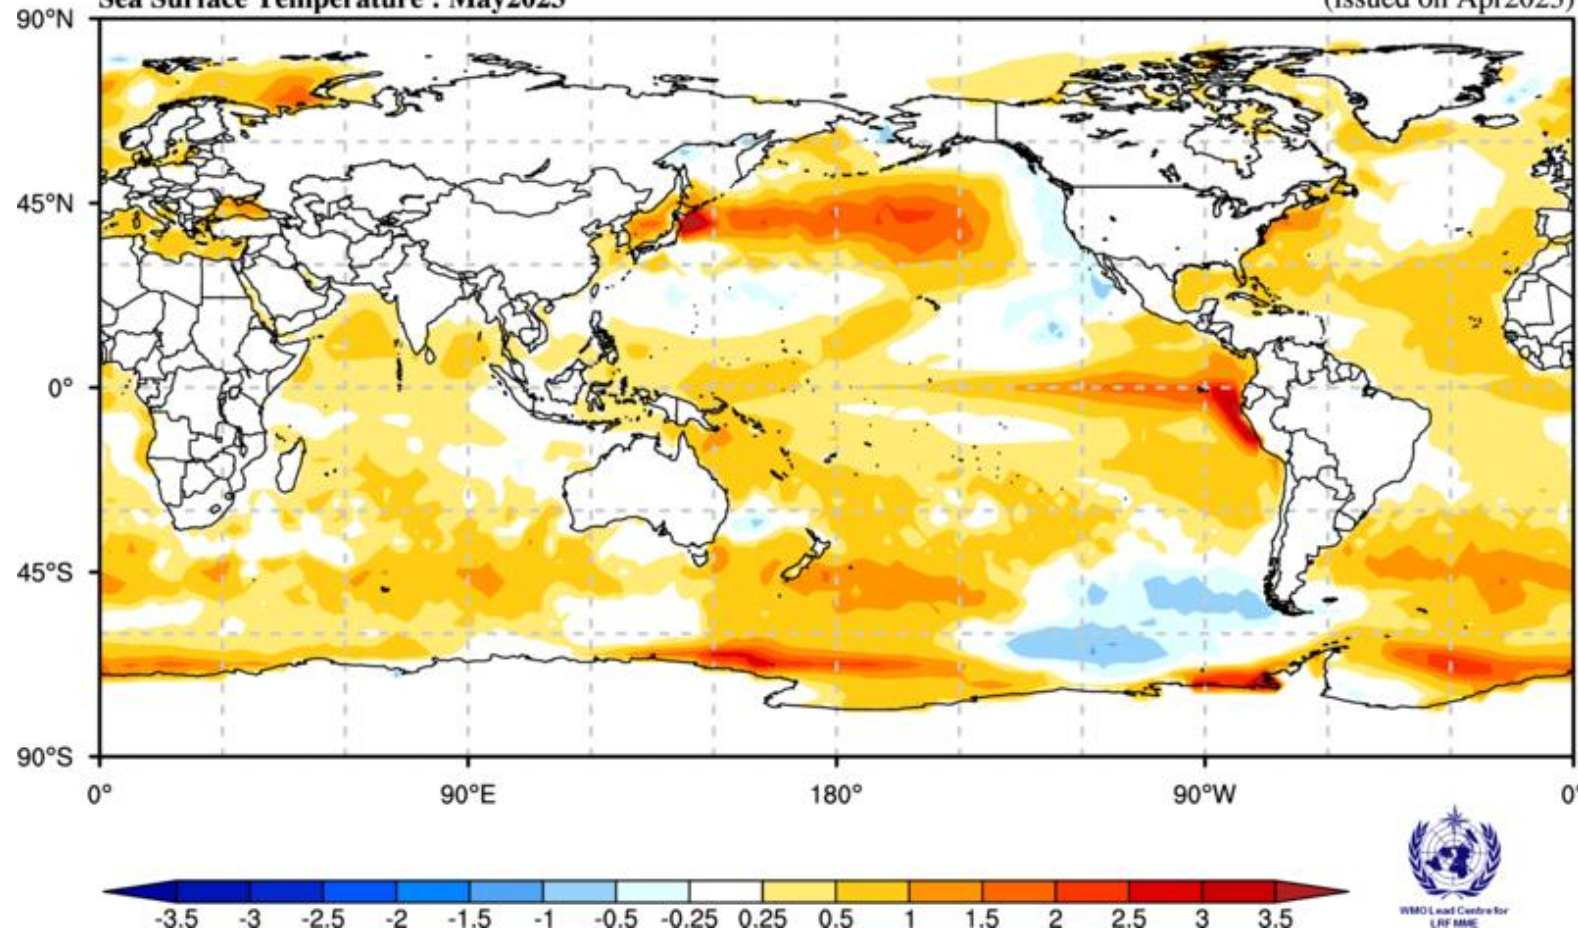 Sea Surface Temperature : May2023
(issued on Apr2023)
90°N
45°N
0°
45°S
90°S
0° 90°E 180° 90°W 0°
-3.5 -3 -2.5 -2 -1.5 -1 -0.5 -0.25 0.25 0.5 1 1.5 2 2.5 3 3.5
WMO Lead Centre for
LRFMME